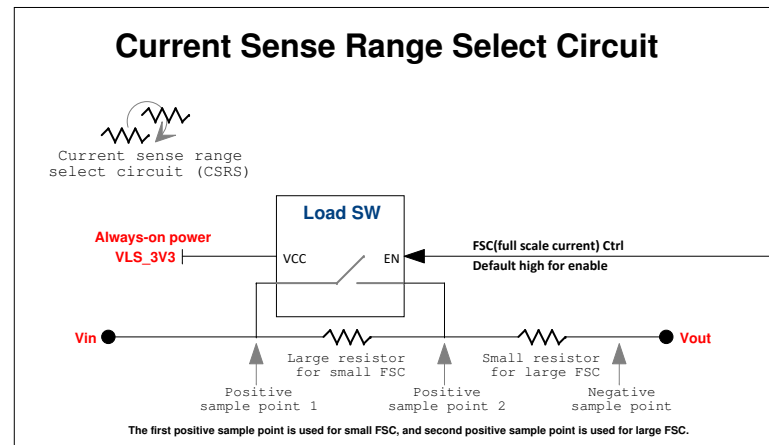 Current Sense Range Select Circuit
Current sense range
select circuit (CSRS)
Load SW
Always-on power
VLS_3V3
VCC
EN
FSC(full scale current) Ctrl
Default high for enable
Vin
Vout
Large resistor
for small FSC
Small resistor
for large FSC
Positive
sample point 1
Positive
sample point 2
Negative
sample point
The first positive sample point is used for small FSC, and second positive sample point is used for large FSC.